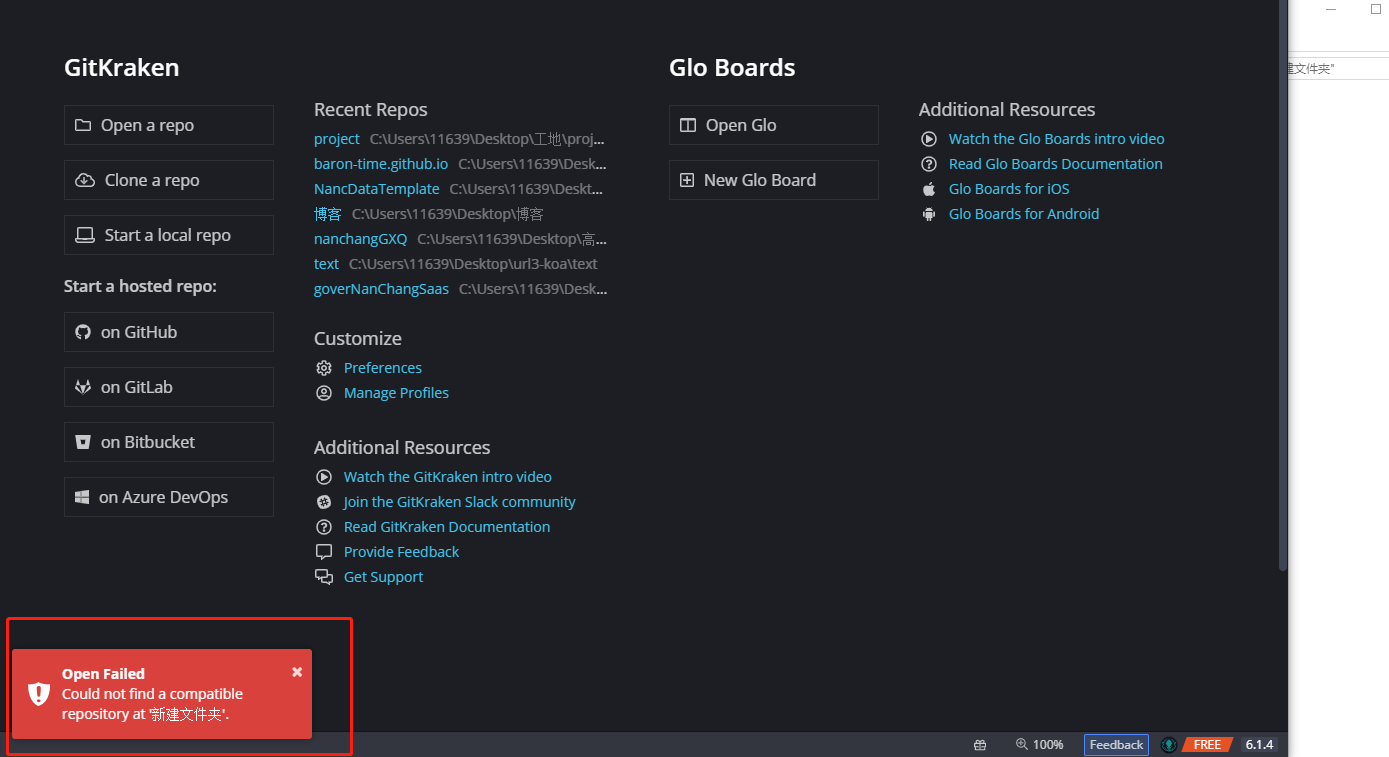 GitKraken
Open a repo
Clone a repo
Start a local repo
Start a hosted repo:
on GitHub
on GitLab
on Bitbucket
on Azure DevOps
Recent Repos
project C:\Users\11639\Desktop\工地\proj...
baron-time.github.io C:\Users\11639\Desk...
NancDataTemplate C:\Users\11639\Deskt...
博客 C:\Users\11639\Desktop\博客
nanchangGXQ C:\Users\11639\Desktop\高...
text C:\Users\11639\Desktop\url3-koa\text
goverNanChangSaas C:\Users\11639\Desk...
Customize
Preferences
Manage Profiles
Additional Resources
Watch the GitKraken intro video
Join the GitKraken Slack community
Read GitKraken Documentation
Provide Feedback
Get Support
Glo Boards
Open Glo
New Glo Board
Additional Resources
Watch the Glo Boards intro video
Read Glo Boards Documentation
Glo Boards for iOS
Glo Boards for Android
建文件夹"
Open Failed
Could not find a compatible
repository at '新建文件夹'.
100%
Feedback
FREE
6.1.4